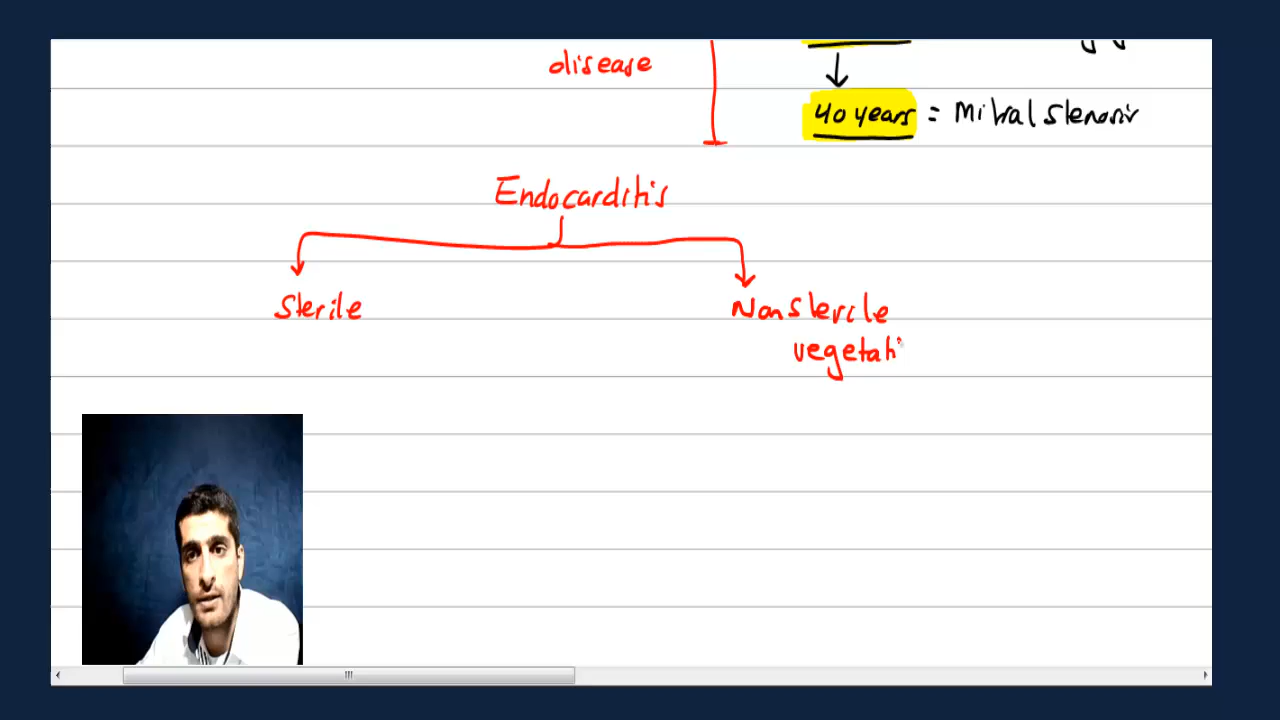 disease
40 years = Mitral Stenosis
Endocarditis
Sterile
Nonsterile
vegetati